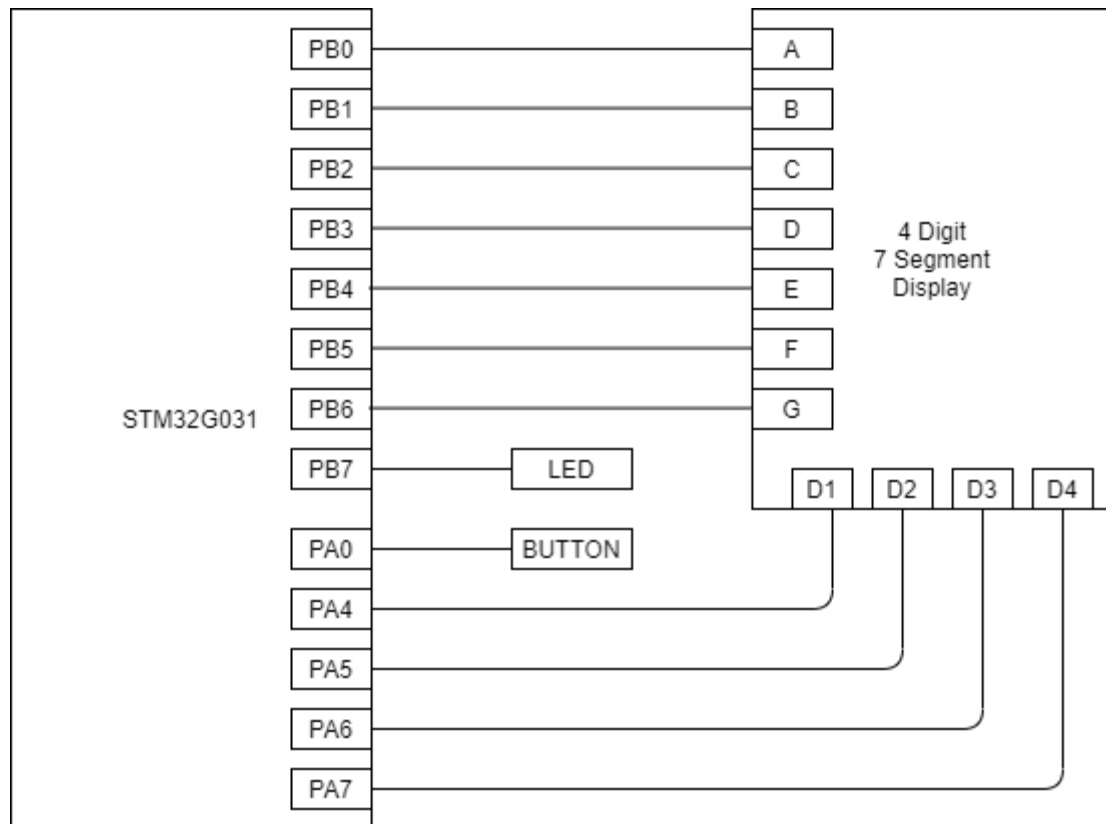 PB0
A
PB1
B
PB2
C
PB3
D
4 Digit
7 Segment
Display
PB4
E
PB5
F
STM32G031
PB6
G
PB7
LED
D1
D2
D3
D4
PA0
BUTTON
PA4
PA5
PA6
PA7